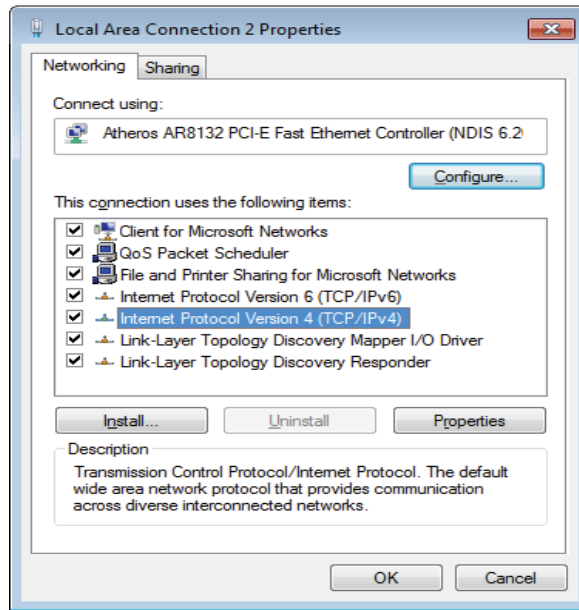 Local Area Connection 2 Properties
Networking
Sharing
Connect using:
Atheros AR8132 PCI-E Fast Ethernet Controller (NDIS 6.2
Configure...
This connection uses the following items:
Client for Microsoft Networks
QoS Packet Scheduler
File and Printer Sharing for Microsoft Networks
Internet Protocol Version 6 (TCP/IPv6)
Internet Protocol Version 4 (TCP/IPv4)
Link-Layer Topology Discovery Mapper I/O Driver
Link-Layer Topology Discovery Responder
Install...
Uninstall
Properties
Description
Transmission Control Protocol/Internet Protocol. The default
wide area network protocol that provides communication
across diverse interconnected networks.
OK
Cancel